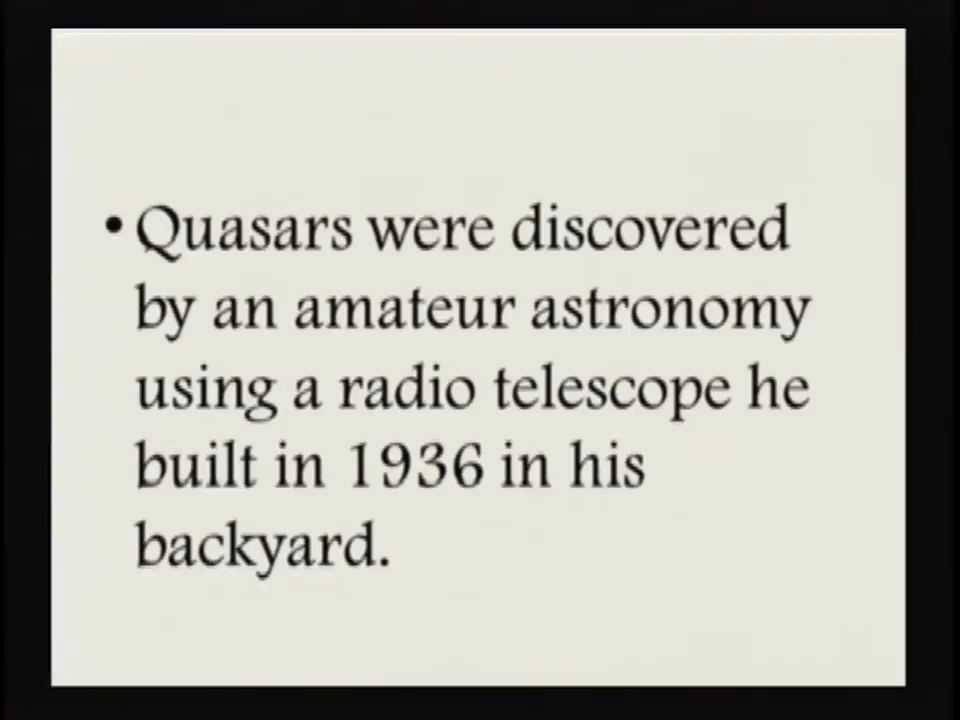 • Quasars were discovered
by an amateur astronomy
using a radio telescope he
built in 1936 in his
backyard.